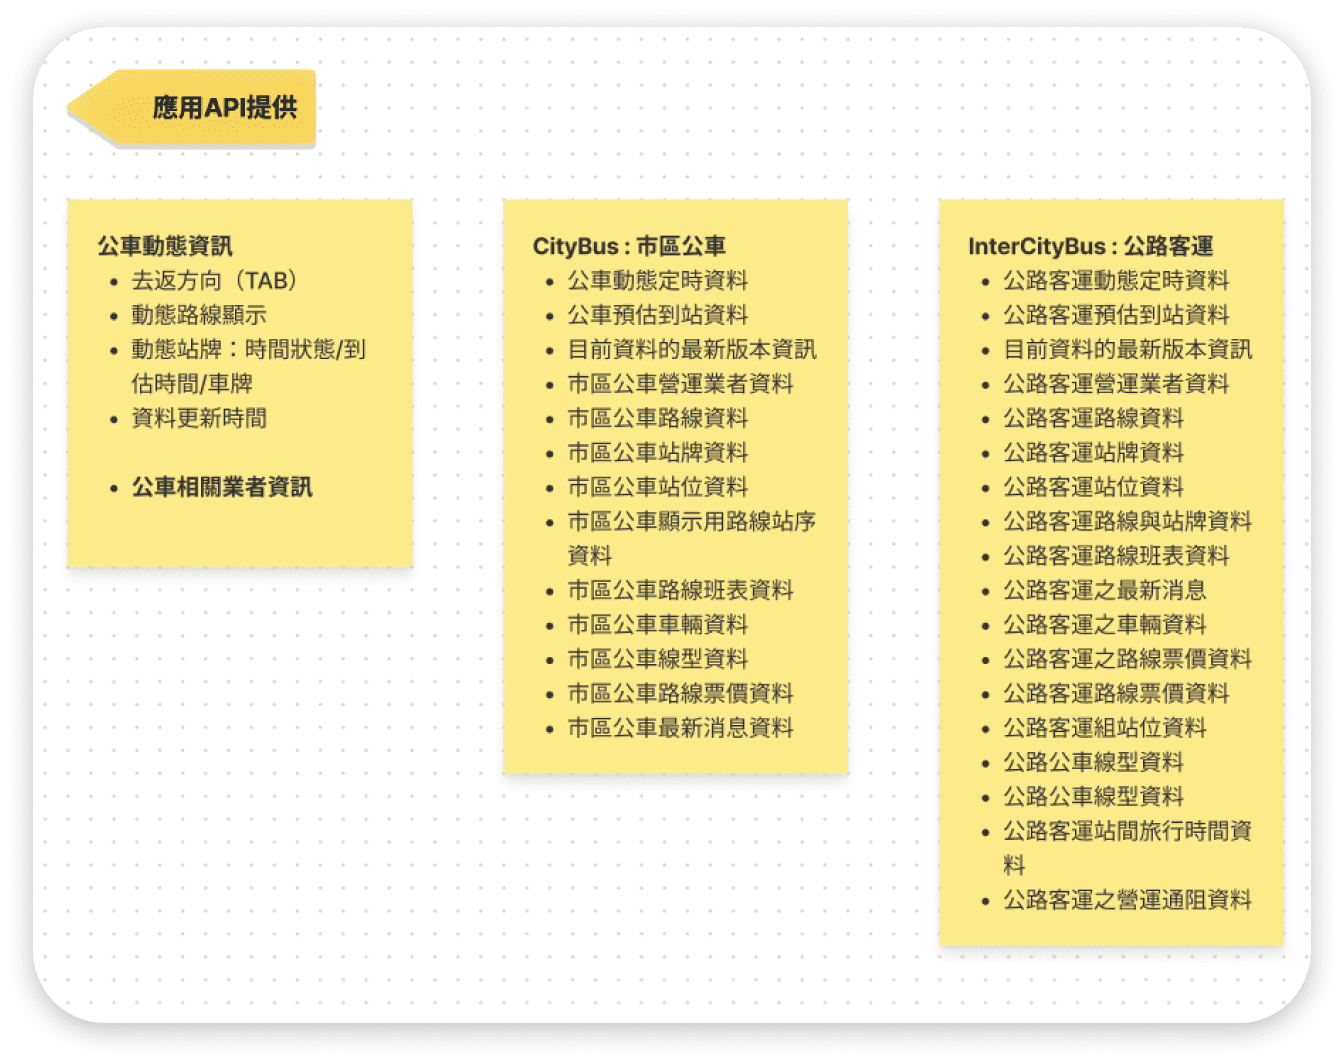 應用API提供
公車動態資訊
• 去返方向（TAB）
• 動態路線顯示
• 動態站牌：時間狀態/到
估時間/車牌
• 資料更新時間
• 公車相關業者資訊
CityBus : 市區公車
• 公車動態定時資料
• 公車預估到站資料
• 目前資料的最新版本資訊
• 市區公車營運業者資料
• 市區公車路線資料
• 市區公車站牌資料
• 市區公車站位資料
• 市區公車顯示用路線站序
資料
• 市區公車路線班表資料
• 市區公車車輛資料
• 市區公車線型資料
• 市區公車路線票價資料
• 市區公車最新消息資料
InterCityBus : 公路客運
• 公路客運動態定時資料
• 公路客運預估到站資料
• 目前資料的最新版本資訊
• 公路客運營運業者資料
• 公路客運路線資料
• 公路客運站牌資料
• 公路客運站位資料
• 公路客運路線與站牌資料
• 公路客運路線班表資料
• 公路客運之最新消息
• 公路客運之車輛資料
• 公路客運之路線票價資料
• 公路客運路線票價資料
• 公路客運組站位資料
• 公路公車線型資料
• 公路公車線型資料
• 公路客運站間旅行時間資
料
• 公路客運之營運通阻資料